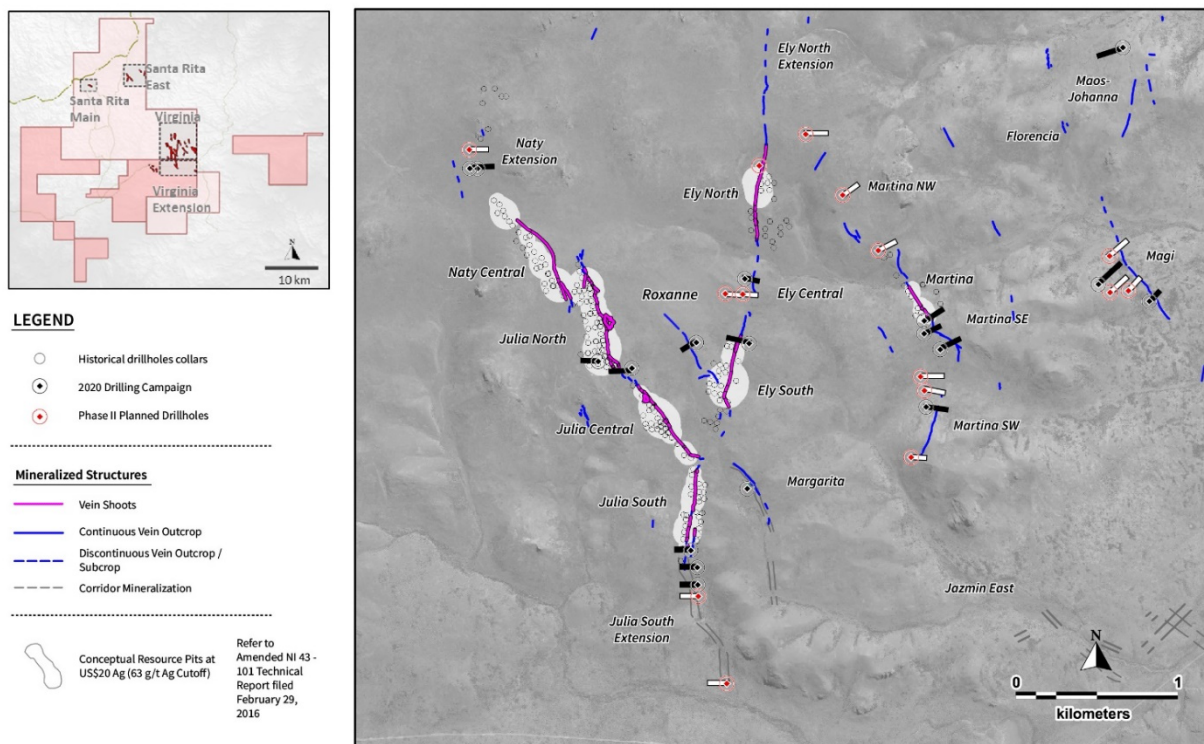 Santa Rita
East
Santa Rita
Main
Virginia
Virginia
Extension
N
10 km
LEGEND
Historical drillholes collars
2020 Drilling Campaign
Phase II Planned Drillholes
Mineralized Structures
Vein Shoots
Continuous Vein Outcrop
Discontinuous Vein Outcrop /
Subcrop
Corridor Mineralization
Conceptual Resource Pits at
US$20 Ag (63 g/t Ag Cutoff)
Refer to
Amended NI 43 -
101 Technical
Report filed
February 29,
2016
Ely North
Extension
Maos-
Johanna
Florencia
Naty
Extension
Ely North
Martina NW
Naty Central
Martina
Magi
Roxanne
Ely Central
Julia North
Martina SE
Ely South
Julia Central
Martina SW
Margarita
Julia South
Jazmin East
Julia South
Extension
N
0 1
kilometers